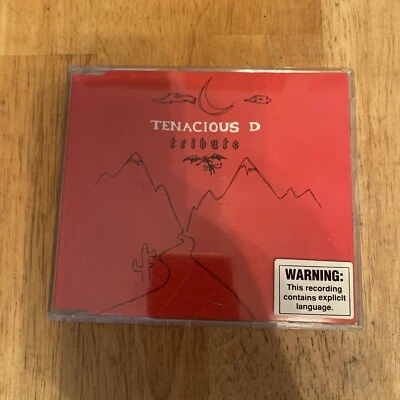 TENACIOUS D
tribute
WARNING:
This recording
contains explicit
language.